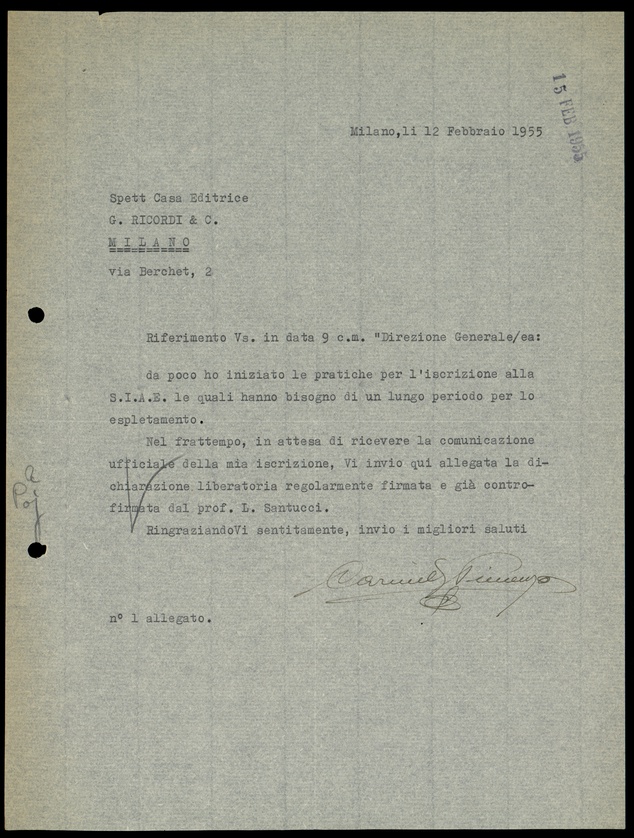 15 FEB 1955
Milano,li 12 Febbraio 1955
Spett Casa Editrice
G. RICORDI & C.
M I L A N O
via Berchet, 2
Riferimento Vs. in data 9 c.m. "Direzione Generale/ea:
da poco ho iniziato le pratiche per l'iscrizione alla
S.I.A.E. le quali hanno bisogno di un lungo periodo per lo
espletamento.
Nel frattempo, in attesa di ricevere la comunicazione
ufficiale della mia iscrizione, Vi invio qui allegata la di-
chiarazione liberatoria regolarmente firmata e già contro-
firmata dal prof. L. Santucci.
RingraziandoVi sentitamente, invio i migliori saluti
nº 1 allegato.